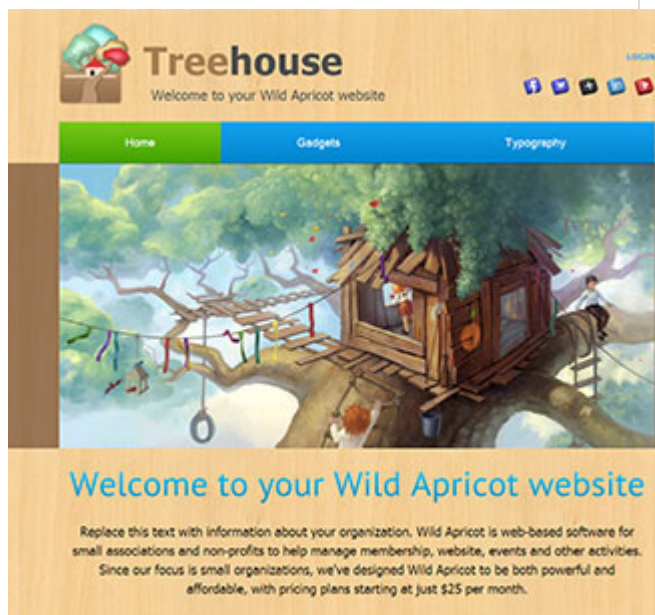 Treehouse
Welcome to your Wild Apricot website
LOGIN
Home
Gadgets
Typography
Welcome to your Wild Apricot website
Replace this text with information about your organization. Wild Apricot is web-based software for
small associations and non-profits to help manage membership, website, events and other activities.
Since our focus is small organizations, we've designed Wild Apricot to be both powerful and
affordable, with pricing plans starting at just $25 per month.